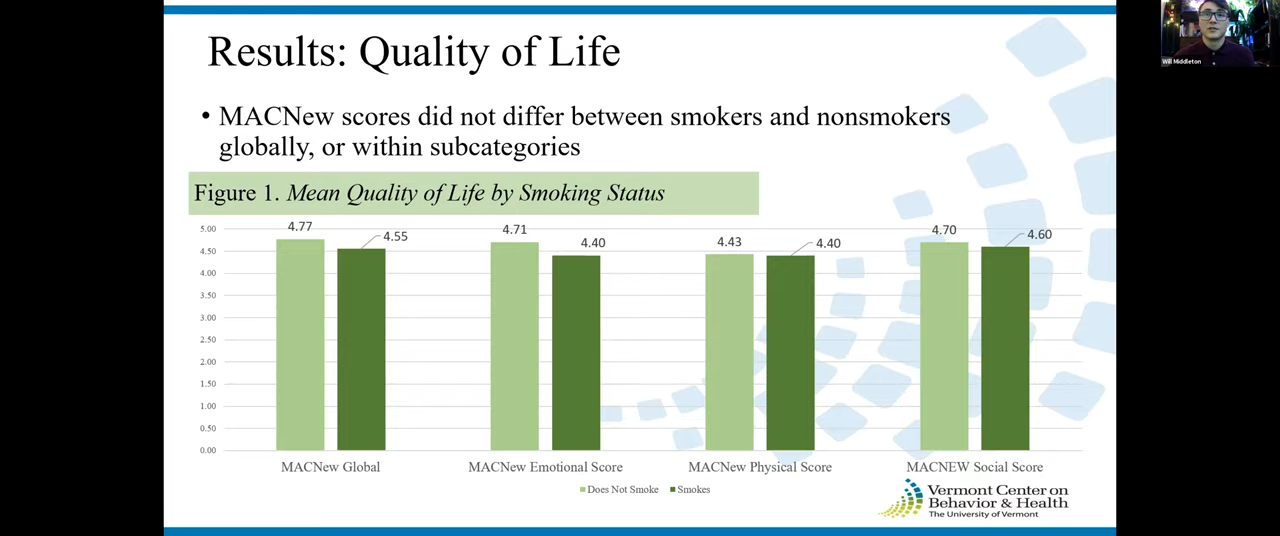 Results: Quality of Life
Will Middleton
• MACNew scores did not differ between smokers and nonsmokers
globally, or within subcategories
Figure 1. Mean Quality of Life by Smoking Status
5.00
4.50
4.00
3.50
3.00
2.50
2.00
1.50
1.00
0.50
0.00
4.77
4.55
4.71
4.40
4.43
4.40
4.70
4.60
MACNew Global
MACNew Emotional Score
MACNew Physical Score
MACNEW Social Score
Does Not Smoke
Smokes
Vermont Center on
Behavior & Health
The University of Vermont